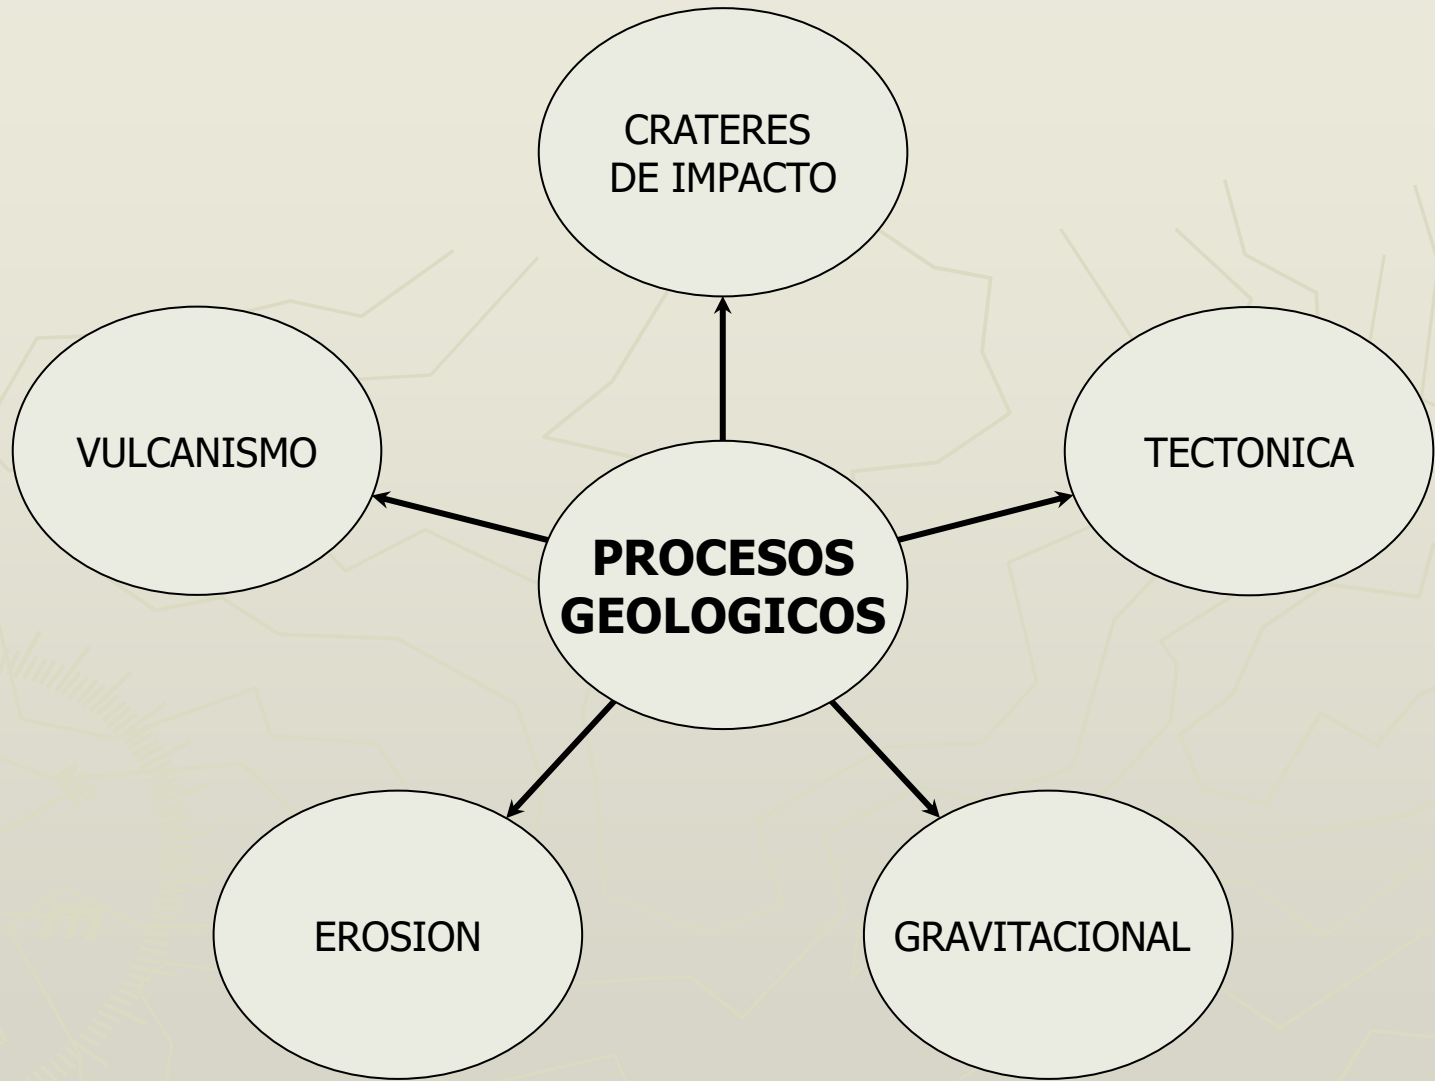 CRATERES
DE IMPACTO
VULCANISMO
TECTONICA
PROCESOS
GEOLOGICOS
EROSION
GRAVITACIONAL